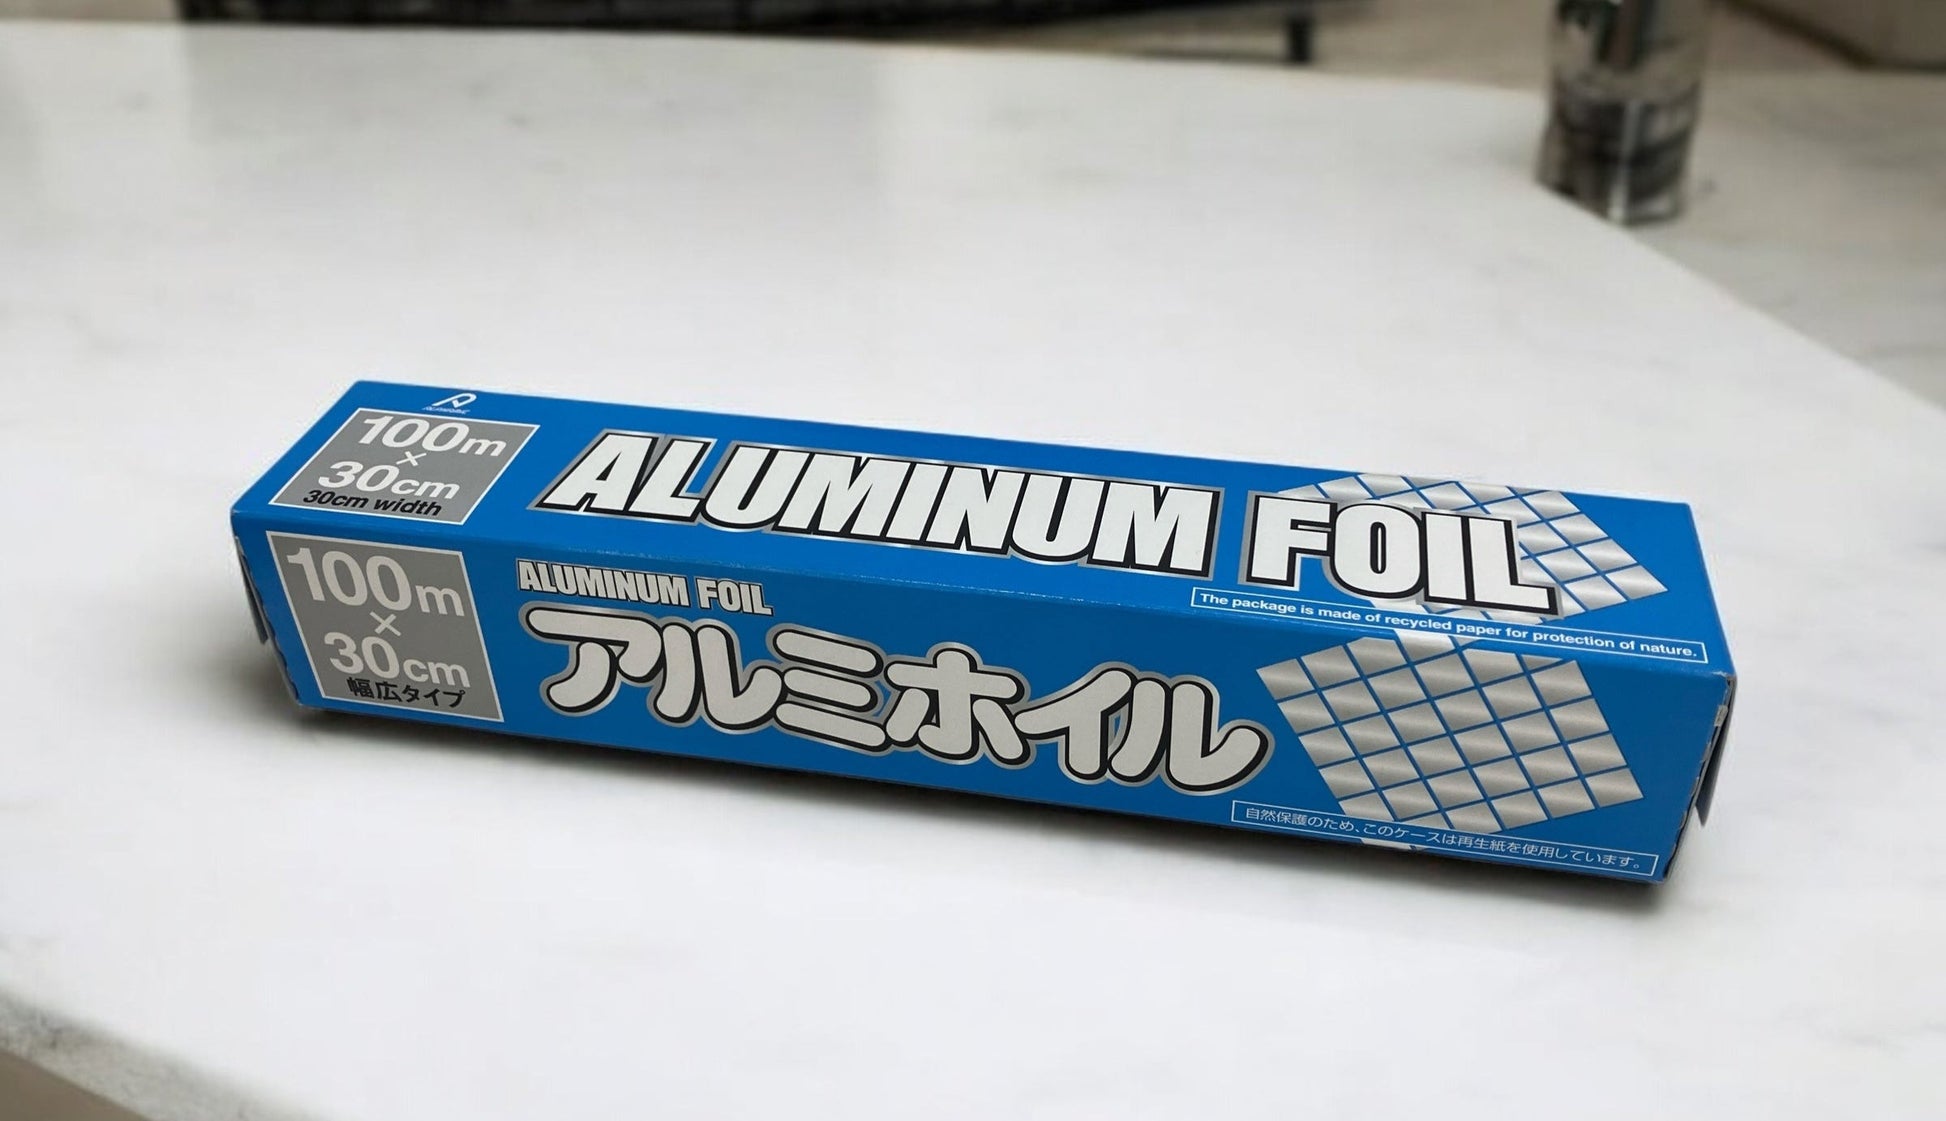 100m
×
30cm
30cm width
ALUMINUM FOIL
The package is made of recycled paper for protection of nature.
100m
×
30cm
幅広タイプ
ALUMINUM FOIL
アルミホイル
自然保護のため、このケースは再生紙を使用しています。